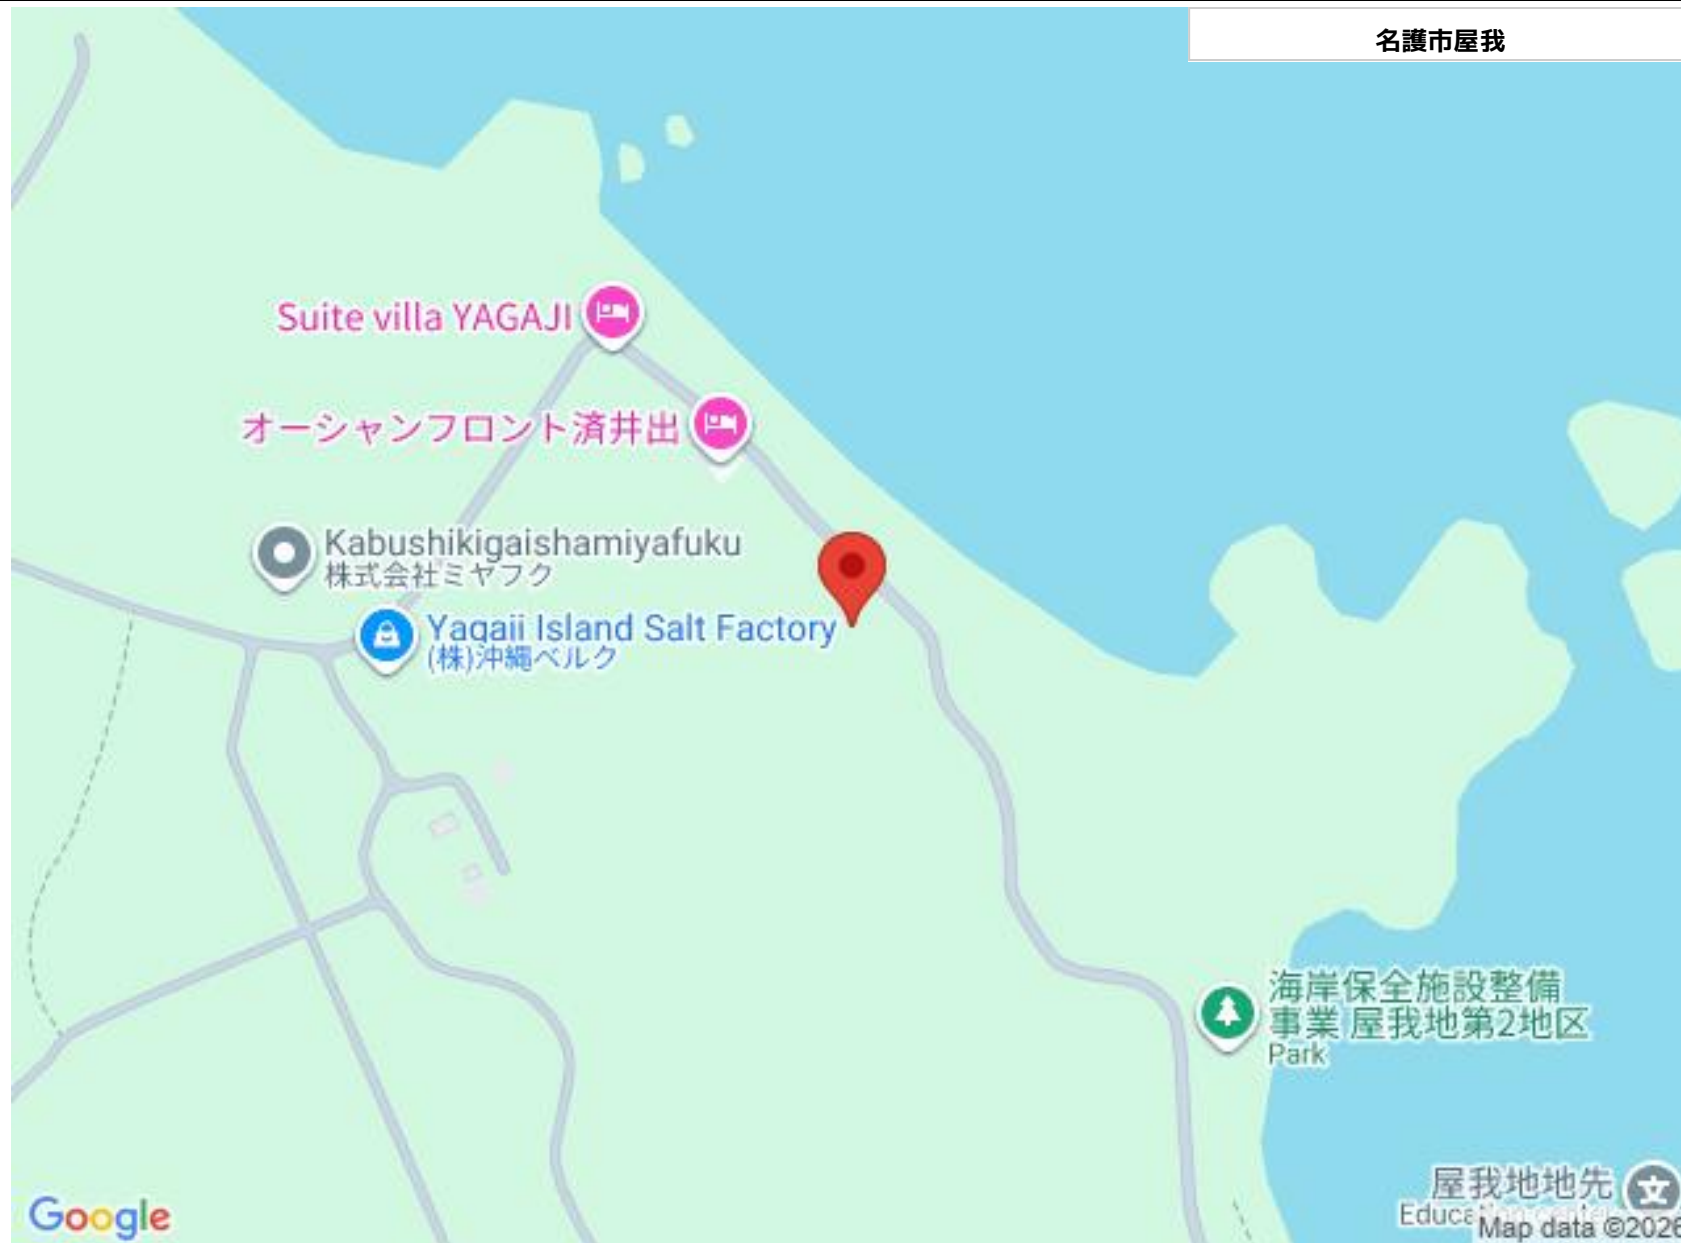 名護市屋我
Suite villa YAGAJI
オーシャンフロント済井出
Kabushikigaishamiyafuku
株式会社ミヤフク
Yagaji Island Salt Factory
(株)沖縄ベルク
海岸保全施設整備
事業 屋我地第2地区
Park
屋我地地先
Google
Map data ©2026